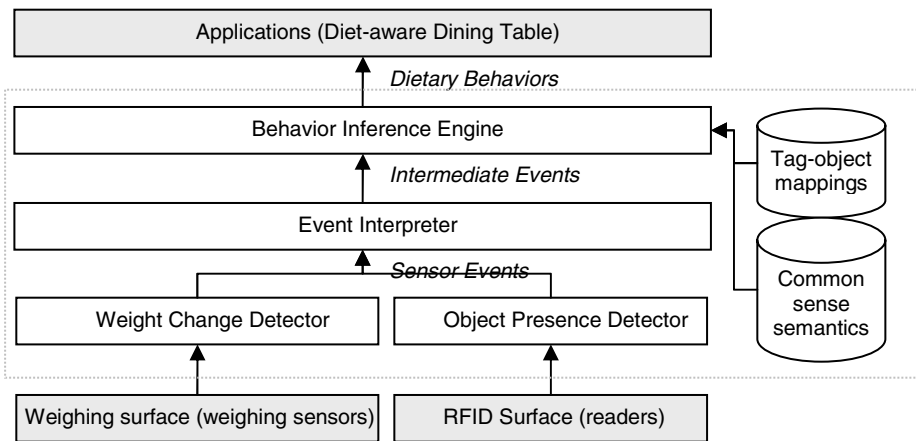 Applications (Diet-aware Dining Table)
Dietary Behaviors
Behavior Inference Engine
Tag-object
mappings
Intermediate Events
Event Interpreter
Sensor Events
Common
sense
semantics
Weight Change Detector
Object Presence Detector
Weighing surface (weighing sensors)
RFID Surface (readers)